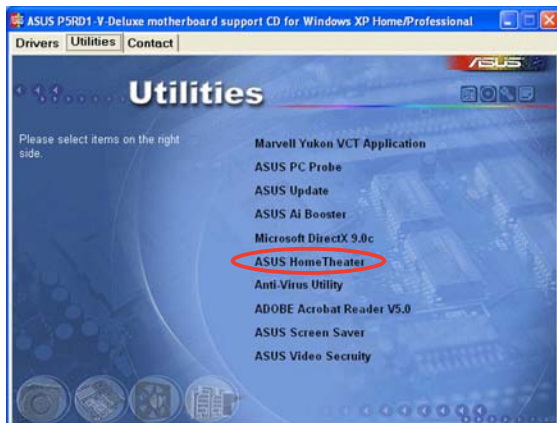 ASUS P5RD1-V-Deluxe motherboard support CD for Windows XP Home/Professional
Drivers Utilities Contact
ASUS
Utilities
Please select items on the right
side.
Marvell Yukon VCT Application
ASUS PC Probe
ASUS Update
ASUS Ai Booster
Microsoft DirectX 9.0c
ASUS HomeTheater
Anti-Virus Utility
ADOBE Acrobat Reader V5.0
ASUS Screen Saver
ASUS Video Secruity